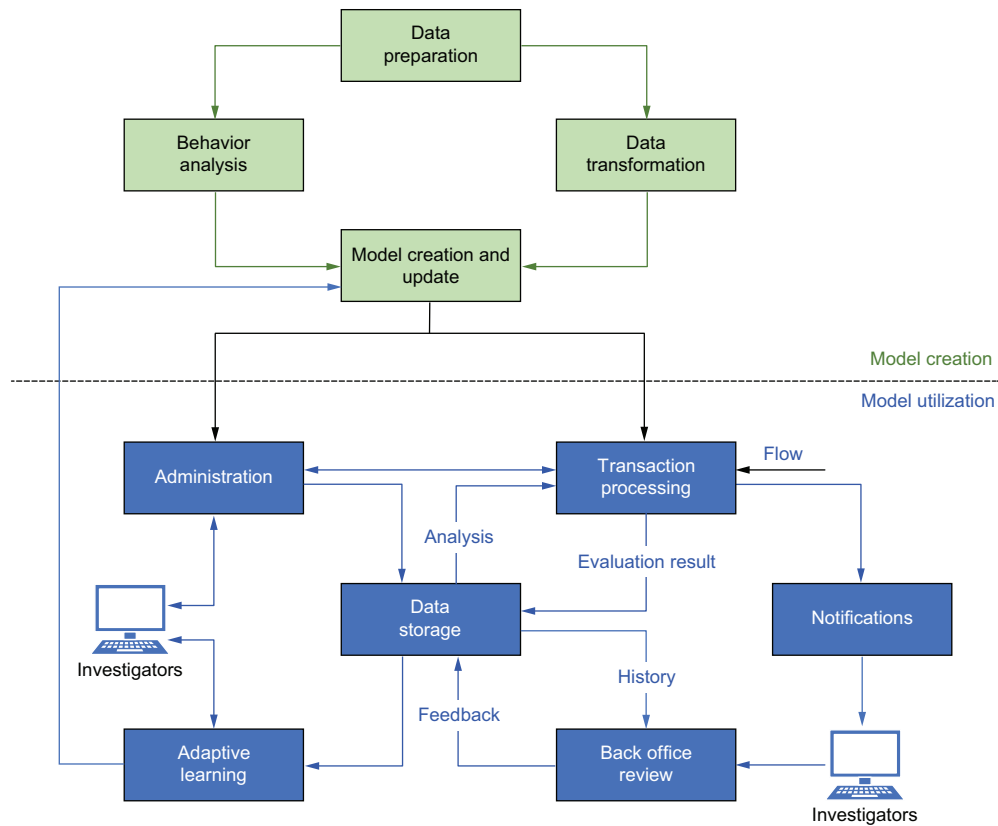 Data
preparation
Behavior
analysis
Data
transformation
Model creation and
update
Model creation
Model utilization
Administration
Transaction
processing
Flow
Analysis
Evaluation result
Data
storage
Notifications
Investigators
History
Feedback
Adaptive
learning
Back office
review
Investigators